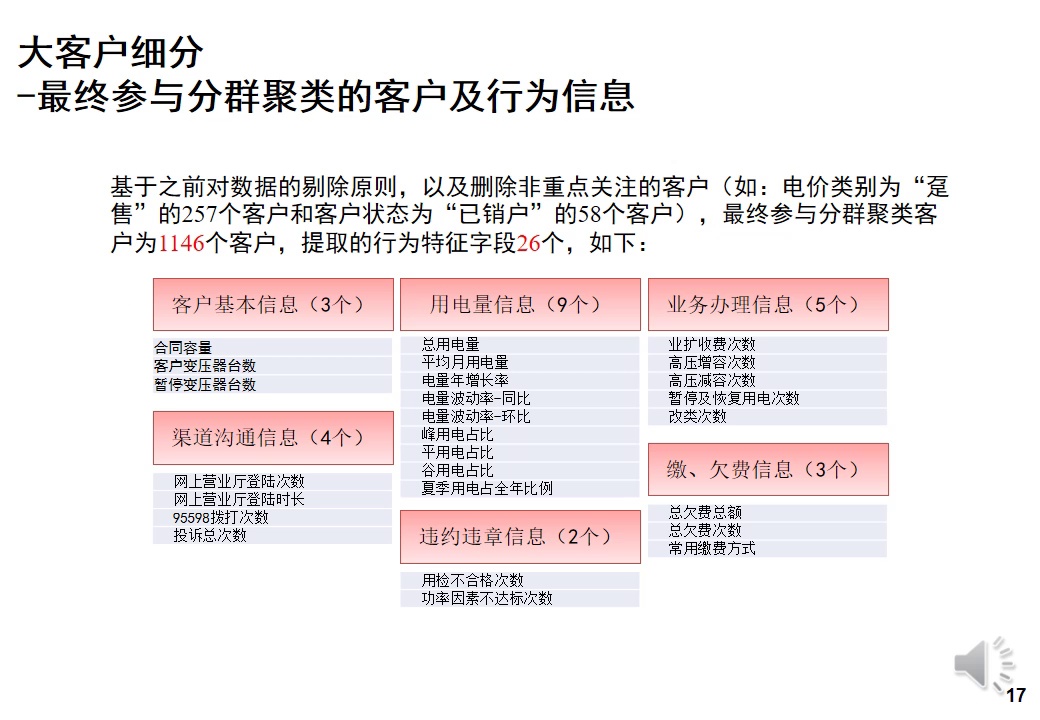 大客户细分
-最终参与分群聚类的客户及行为信息
基于之前对数据的剔除原则，以及删除非重点关注的客户（如：电价类别为“趸
售”的257个客户和客户状态为“已销户”的58个客户），最终参与分群聚类客
户为1146个客户，提取的行为特征字段26个，如下：
客户基本信息（3个）
合同容量
客户变压器台数
暂停变压器台数
渠道沟通信息（4个）
网上营业厅登陆次数
网上营业厅登陆时长
95598拨打次数
投诉总次数
用电量信息（9个）
总用电量
平均月用电量
电量年增长率
电量波动率-同比
电量波动率-环比
峰用电占比
平用电占比
谷用电占比
夏季用电占全年比例
违约违章信息（2个）
用检不合格次数
功率因素不达标次数
业务办理信息（5个）
业扩收费次数
高压增容次数
高压减容次数
暂停及恢复用电次数
改类次数
缴、欠费信息（3个）
总欠费总额
总欠费次数
常用缴费方式
17